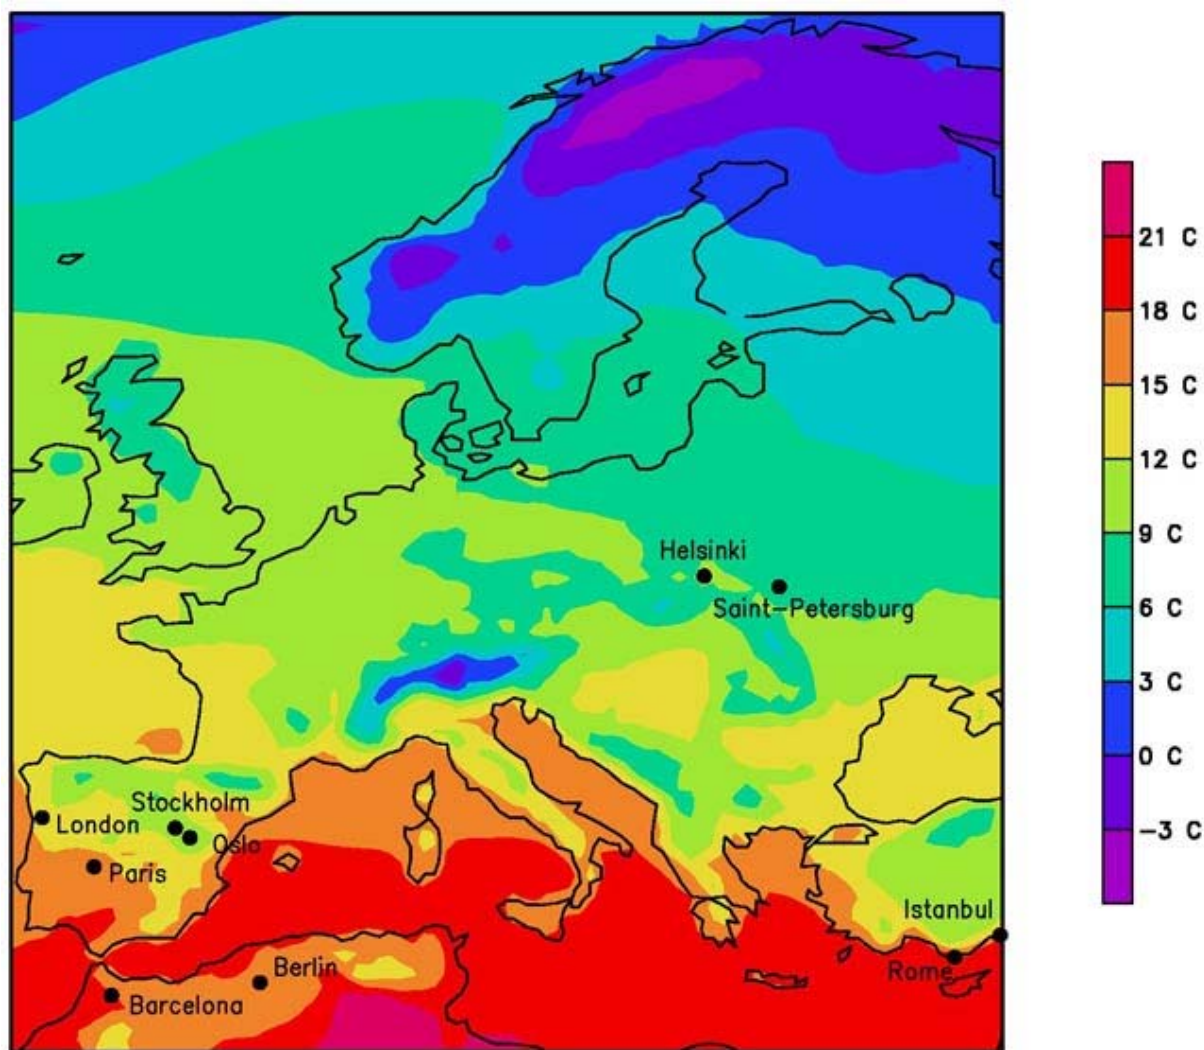 Helsinki
Saint-Petersburg
Stockholm
London
Oslo
Paris
Istanbul
Rome
Berlin
Barcelona
21 C
18 C
15 C
12 C
9 C
6 C
3 C
0 C
-3 C